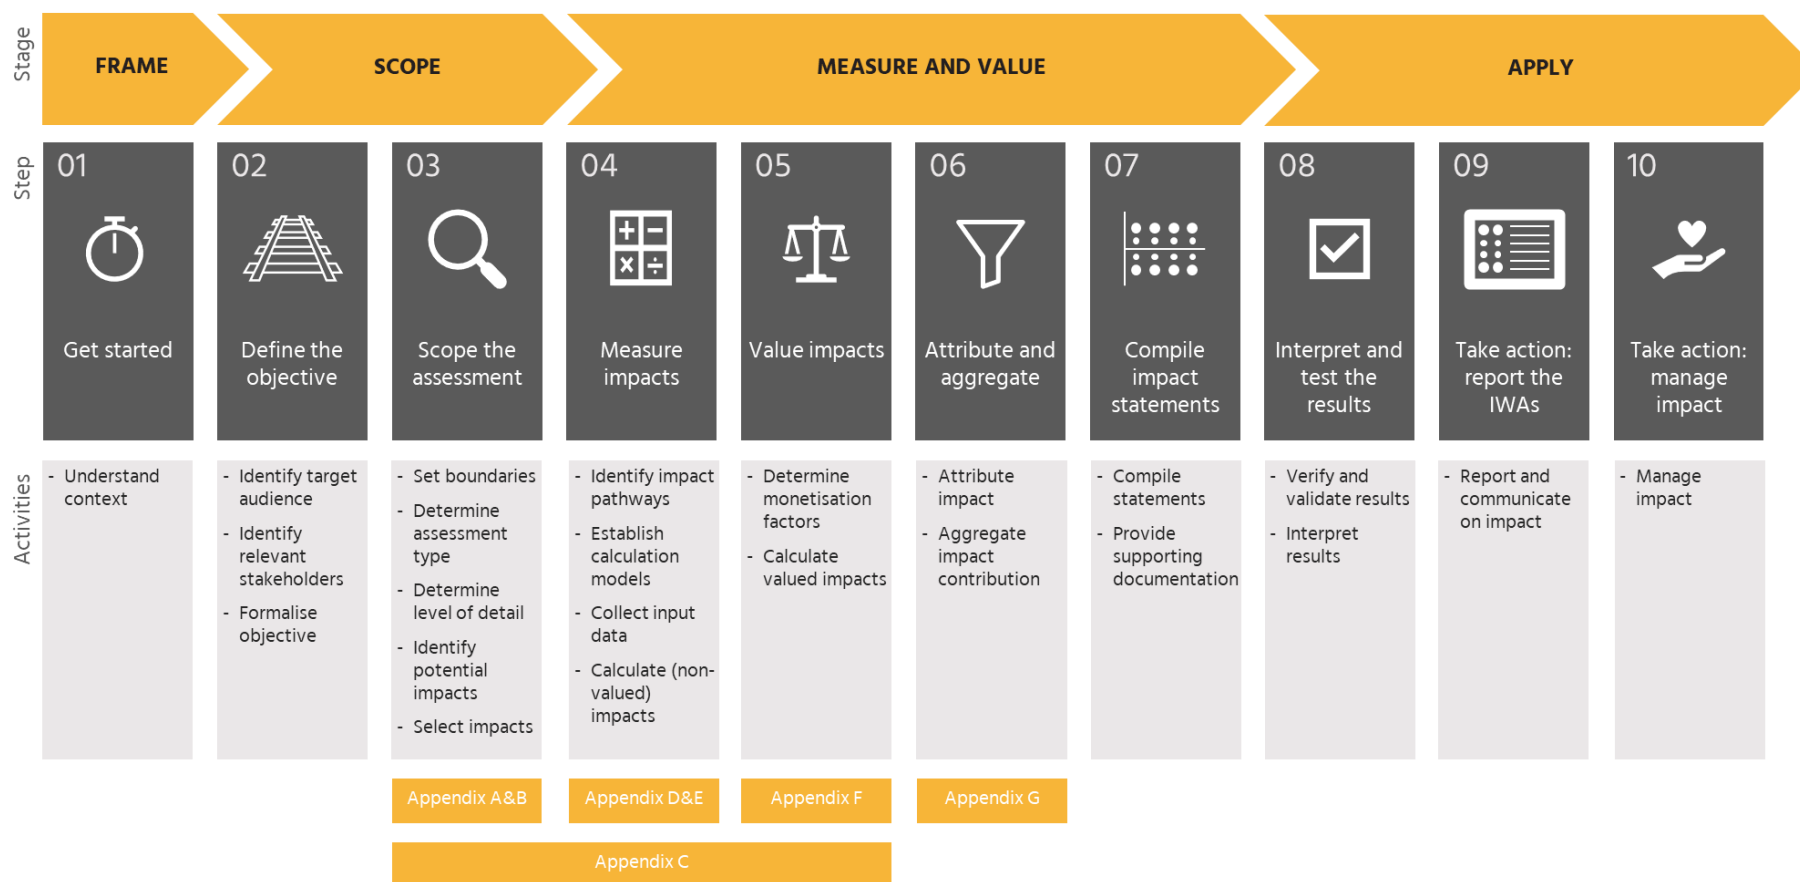 Stage
FRAME
SCOPE
MEASURE AND VALUE
APPLY
Step
01
Get started
02
Define the
objective
03
Scope the
assessment
04
Measure
impacts
05
Value impacts
06
Attribute and
aggregate
07
Compile
impact
statements
08
Interpret and
test the
results
09
Take action:
report the
IWAs
10
Take action:
manage
impact
Activities
- Understand
context
- Identify target
audience
- Identify
relevant
stakeholders
- Formalise
objective
- Set boundaries
- Determine
assessment
type
- Determine
level of detail
- Identify
potential
impacts
- Select impacts
- Identify impact
pathways
- Establish
calculation
models
- Collect input
data
- Calculate (non-
valued)
impacts
- Determine
monetisation
factors
- Calculate
valued impacts
- Attribute
impact
- Aggregate
impact
contribution
- Compile
statements
- Provide
supporting
documentation
- Verify and
validate results
- Interpret
results
- Report and
communicate
on impact
- Manage
impact
Appendix A&B
Appendix D&E
Appendix F
Appendix G
Appendix C